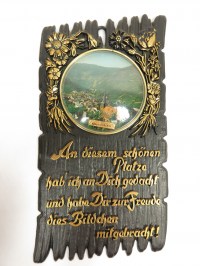 An diesem schönen
Platze
hab ich an Dich gedacht
und habe Dir zur Freude
dies Bildchen
mitgebracht!